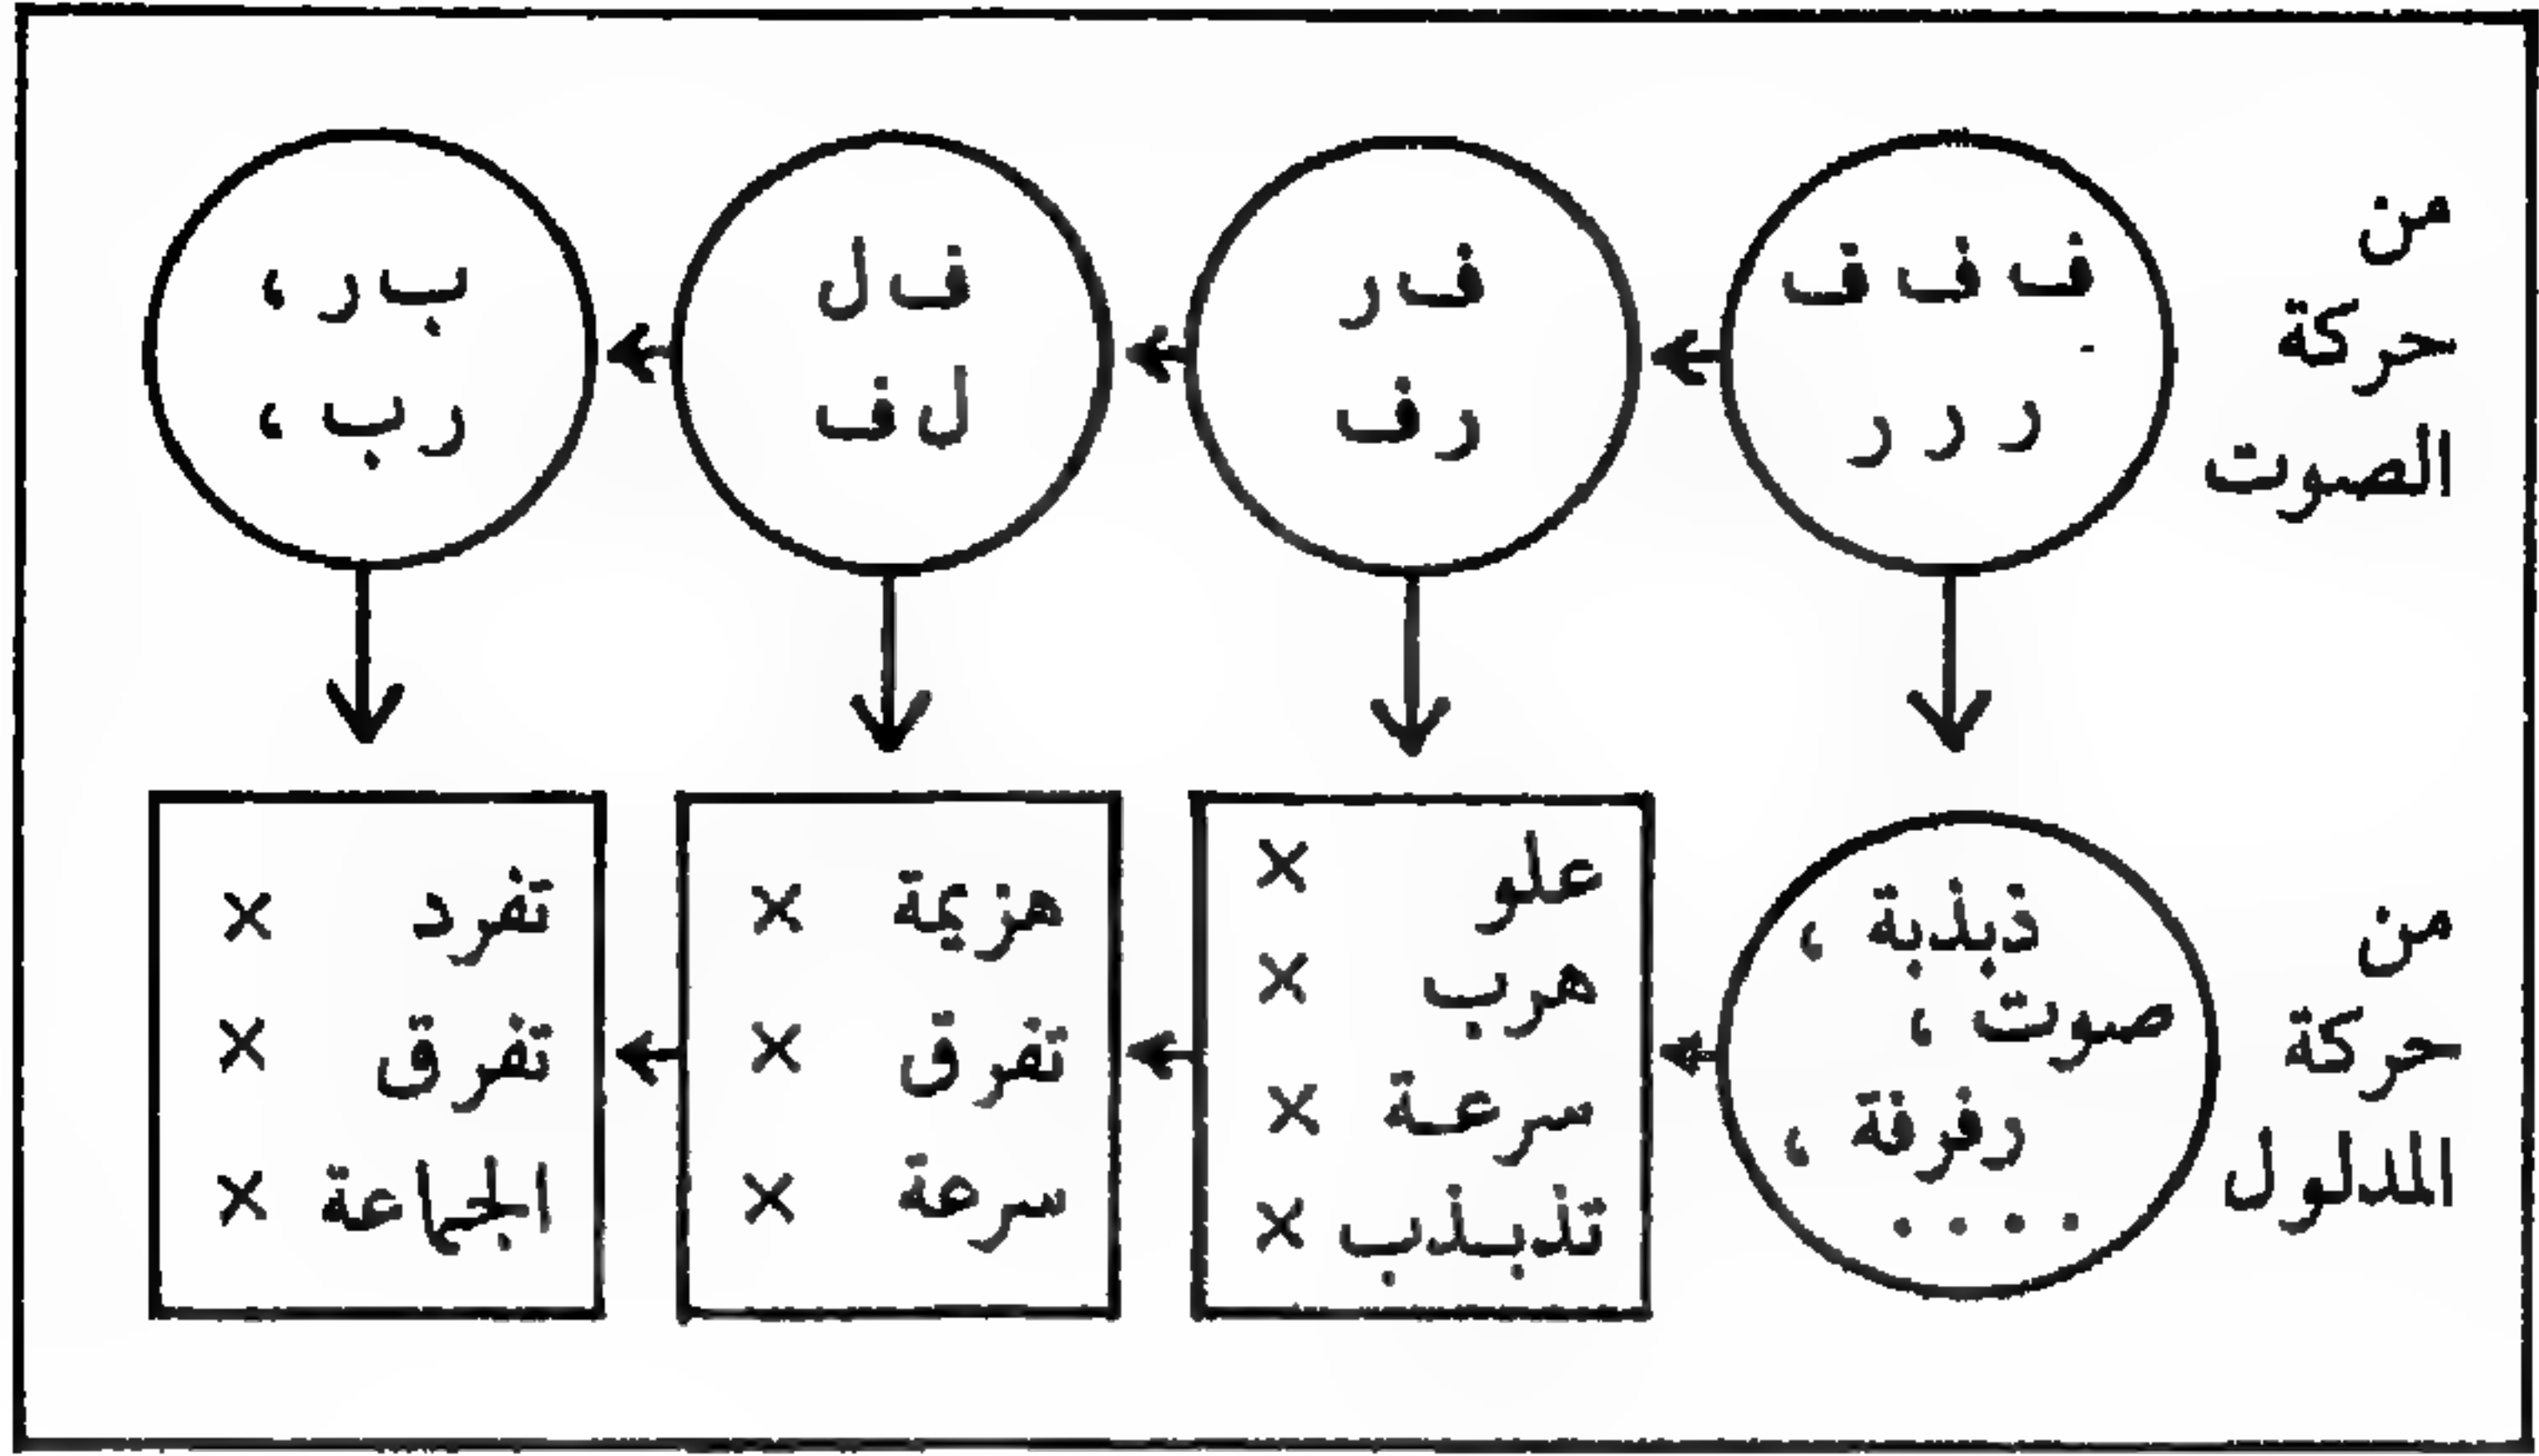 من
حركة
الصوت
ف ف ف
-
ر ر ر
ف ر
ر ف
ف ل
ل ف
ب ر ،
ر ب ،
من
حركة
المدلول
ذبذبة ،
صوت ،
رفرفة ،
. . . .
علو ×
هرب ×
سرعة ×
تذبذب ×
هزيمة ×
تفرق ×
سرعة ×
تفرد ×
تفرق ×
الجماعة ×